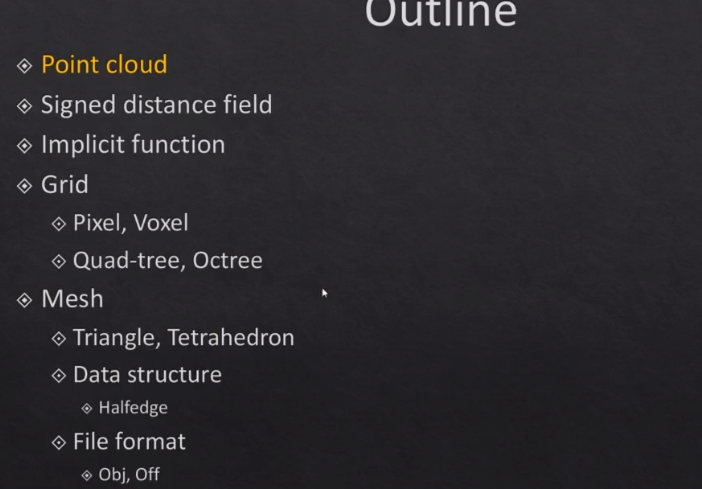 Outline
Point cloud
Signed distance field
Implicit function
Grid
Pixel, Voxel
Quad-tree, Octree
Mesh
Triangle, Tetrahedron
Data structure
Halfedge
File format
Obj, Off